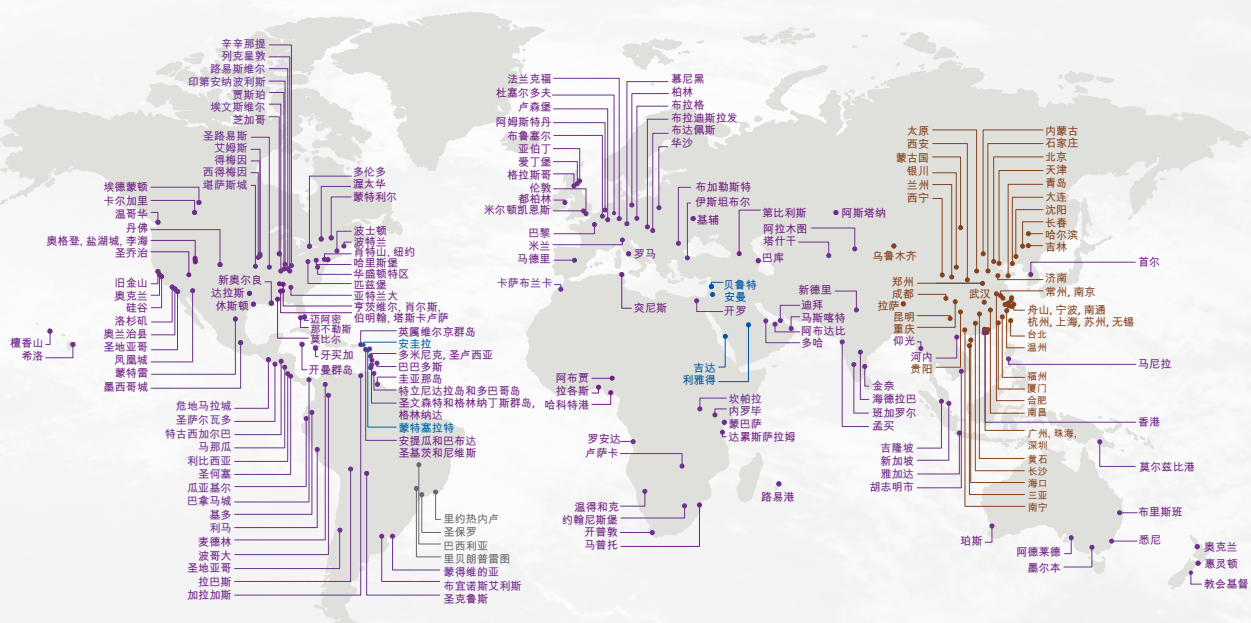 辛辛那提
列克星敦
路易斯维尔
印第安纳波利斯
贾斯珀
埃文斯维尔
芝加哥
圣路易斯
艾姆斯
得梅因
西得梅因
堪萨斯城
埃德蒙顿
卡尔加里
温哥华
丹佛
奥格登, 盐湖城, 李海
圣乔治
旧金山
奥克兰
硅谷
洛杉矶
奥兰治县
圣地亚哥
凤凰城
蒙特雷
墨西哥城
檀香山
希洛
新奥尔良
达拉斯
休斯顿
多伦多
渥太华
蒙特利尔
波士顿
波特兰
肖特山, 纽约
哈里斯堡
华盛顿特区
匹兹堡
亚特兰大
亨茨维尔, 肖尔斯,
伯明翰, 塔斯卡卢萨
迈阿密
那不勒斯
莫比尔
牙买加
开曼群岛
英属维尔京群岛
安圭拉
多米尼克, 圣卢西亚
巴巴多斯
圭亚那岛
特立尼达拉岛和多巴哥岛
圣文森特和格林纳丁斯群岛,
格林纳达
蒙特塞拉特
安提瓜和巴布达
圣基茨和尼维斯
危地马拉城
圣萨尔瓦多
特古西加尔巴
马那瓜
利比西亚
圣何塞
瓜亚基尔
巴拿马城
基多
利马
麦德林
波哥大
圣地亚哥
拉巴斯
加拉加斯
里约热内卢
圣保罗
巴西利亚
里贝朗普雷图
蒙得维的亚
布宜诺斯艾利斯
圣克鲁斯
法兰克福
杜塞尔多夫
卢森堡
阿姆斯特丹
布鲁塞尔
亚伯丁
爱丁堡
格拉斯哥
伦敦
都柏林
米尔顿凯恩斯
巴黎
米兰
马德里
卡萨布兰卡
慕尼黑
柏林
布拉格
布拉迪斯拉发
布达佩斯
华沙
布加勒斯特
伊斯坦布尔
基辅
罗马
突尼斯
第比利斯
阿拉木图
塔什干
巴库
阿斯塔纳
贝鲁特
安曼
开罗
吉达
利雅得
新德里
迪拜
马斯喀特
阿布达比
多哈
阿布贾
拉各斯
哈科特港
坎帕拉
内罗毕
蒙巴萨
达累斯萨拉姆
罗安达
卢萨卡
路易港
温得和克
约翰尼斯堡
开普敦
马普托
金奈
海德拉巴
班加罗尔
孟买
太原
西安
蒙古国
银川
兰州
西宁
乌鲁木齐
内蒙古
石家庄
北京
天津
青岛
大连
沈阳
长春
哈尔滨
吉林
首尔
济南
常州, 南京
郑州
成都
武汉
拉萨
昆明
重庆
仰光
河内
贵阳
舟山, 宁波, 南通
杭州, 上海, 苏州, 无锡
台北
温州
马尼拉
福州
厦门
合肥
南昌
香港
广州, 珠海,
深圳
黄石
长沙
海口
三亚
南宁
吉隆坡
新加坡
雅加达
胡志明市
莫尔兹比港
布里斯班
珀斯
悉尼
阿德莱德
墨尔本
奥克兰
惠灵顿
教会基督